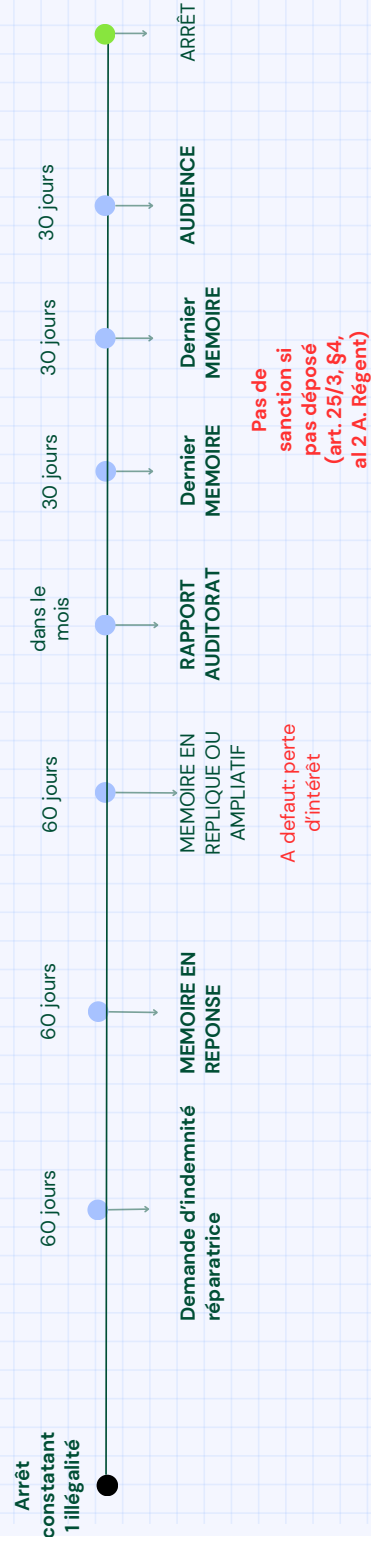 Arrêt
constatant
1 illégalité
60 jours
Demande d'indemnité
réparatrice
60 jours
MEMOIRE EN
REPONSE
60 jours
MEMOIRE EN
REPLIQUE OU
AMPLIATIF
A defaut: perte
d'intérêt
dans le
mois
RAPPORT
AUDITORAT
30 jours
Dernier
MEMOIRE
30 jours
Dernier
MEMOIRE
Pas de
sanction si
pas déposé
(art. 25/3, §4,
al 2 A. Régent)
30 jours
AUDIENCE
ARRÊT